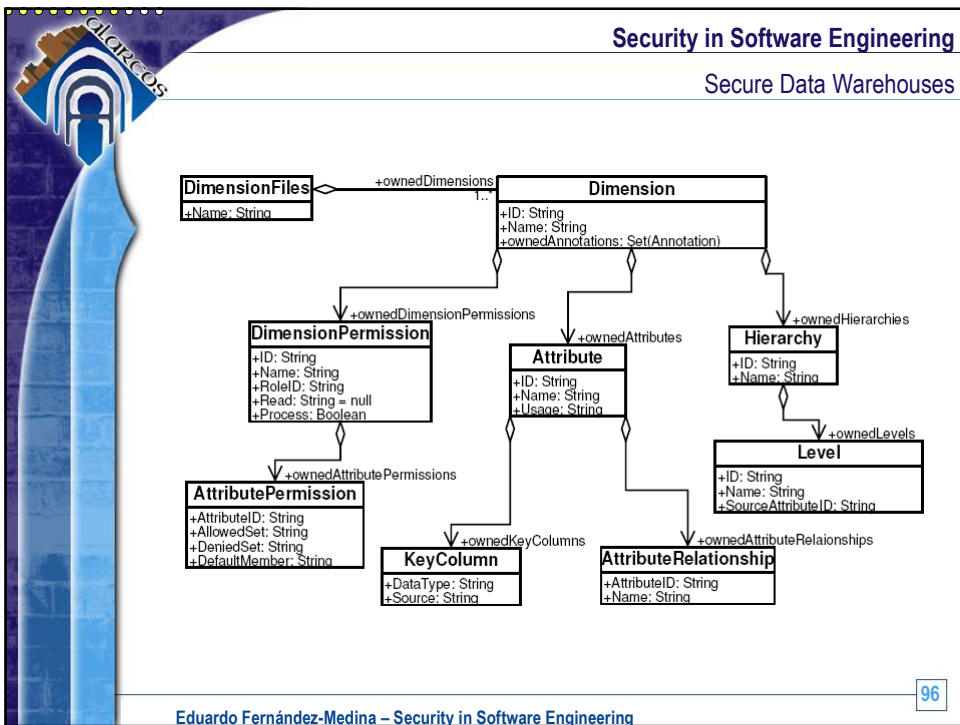 alarcos
Security in Software Engineering
Secure Data Warehouses
DimensionFiles
+Name: String
+ownedDimensions
1..*
Dimension
+ID: String
+Name: String
+ownedAnnotations: Set(Annotation)
+ownedDimensionPermissions
DimensionPermission
+ID: String
+Name: String
+RoleID: String
+Read: String = null
+Process: Boolean
+ownedAttributes
Attribute
+ID: String
+Name: String
+Usage: String
+ownedHierarchies
Hierarchy
+ID: String
+Name: String
+ownedLevels
Level
+ID: String
+Name: String
+SourceAttributeID: String
+ownedAttributePermissions
AttributePermission
+AttributeID: String
+AllowedSet: String
+DeniedSet: String
+DefaultMember: String
+ownedKeyColumns
KeyColumn
+DataType: String
+Source: String
+ownedAttributeRelaionships
AttributeRelationship
+AttributeID: String
+Name: String
96
Eduardo Fernández-Medina – Security in Software Engineering